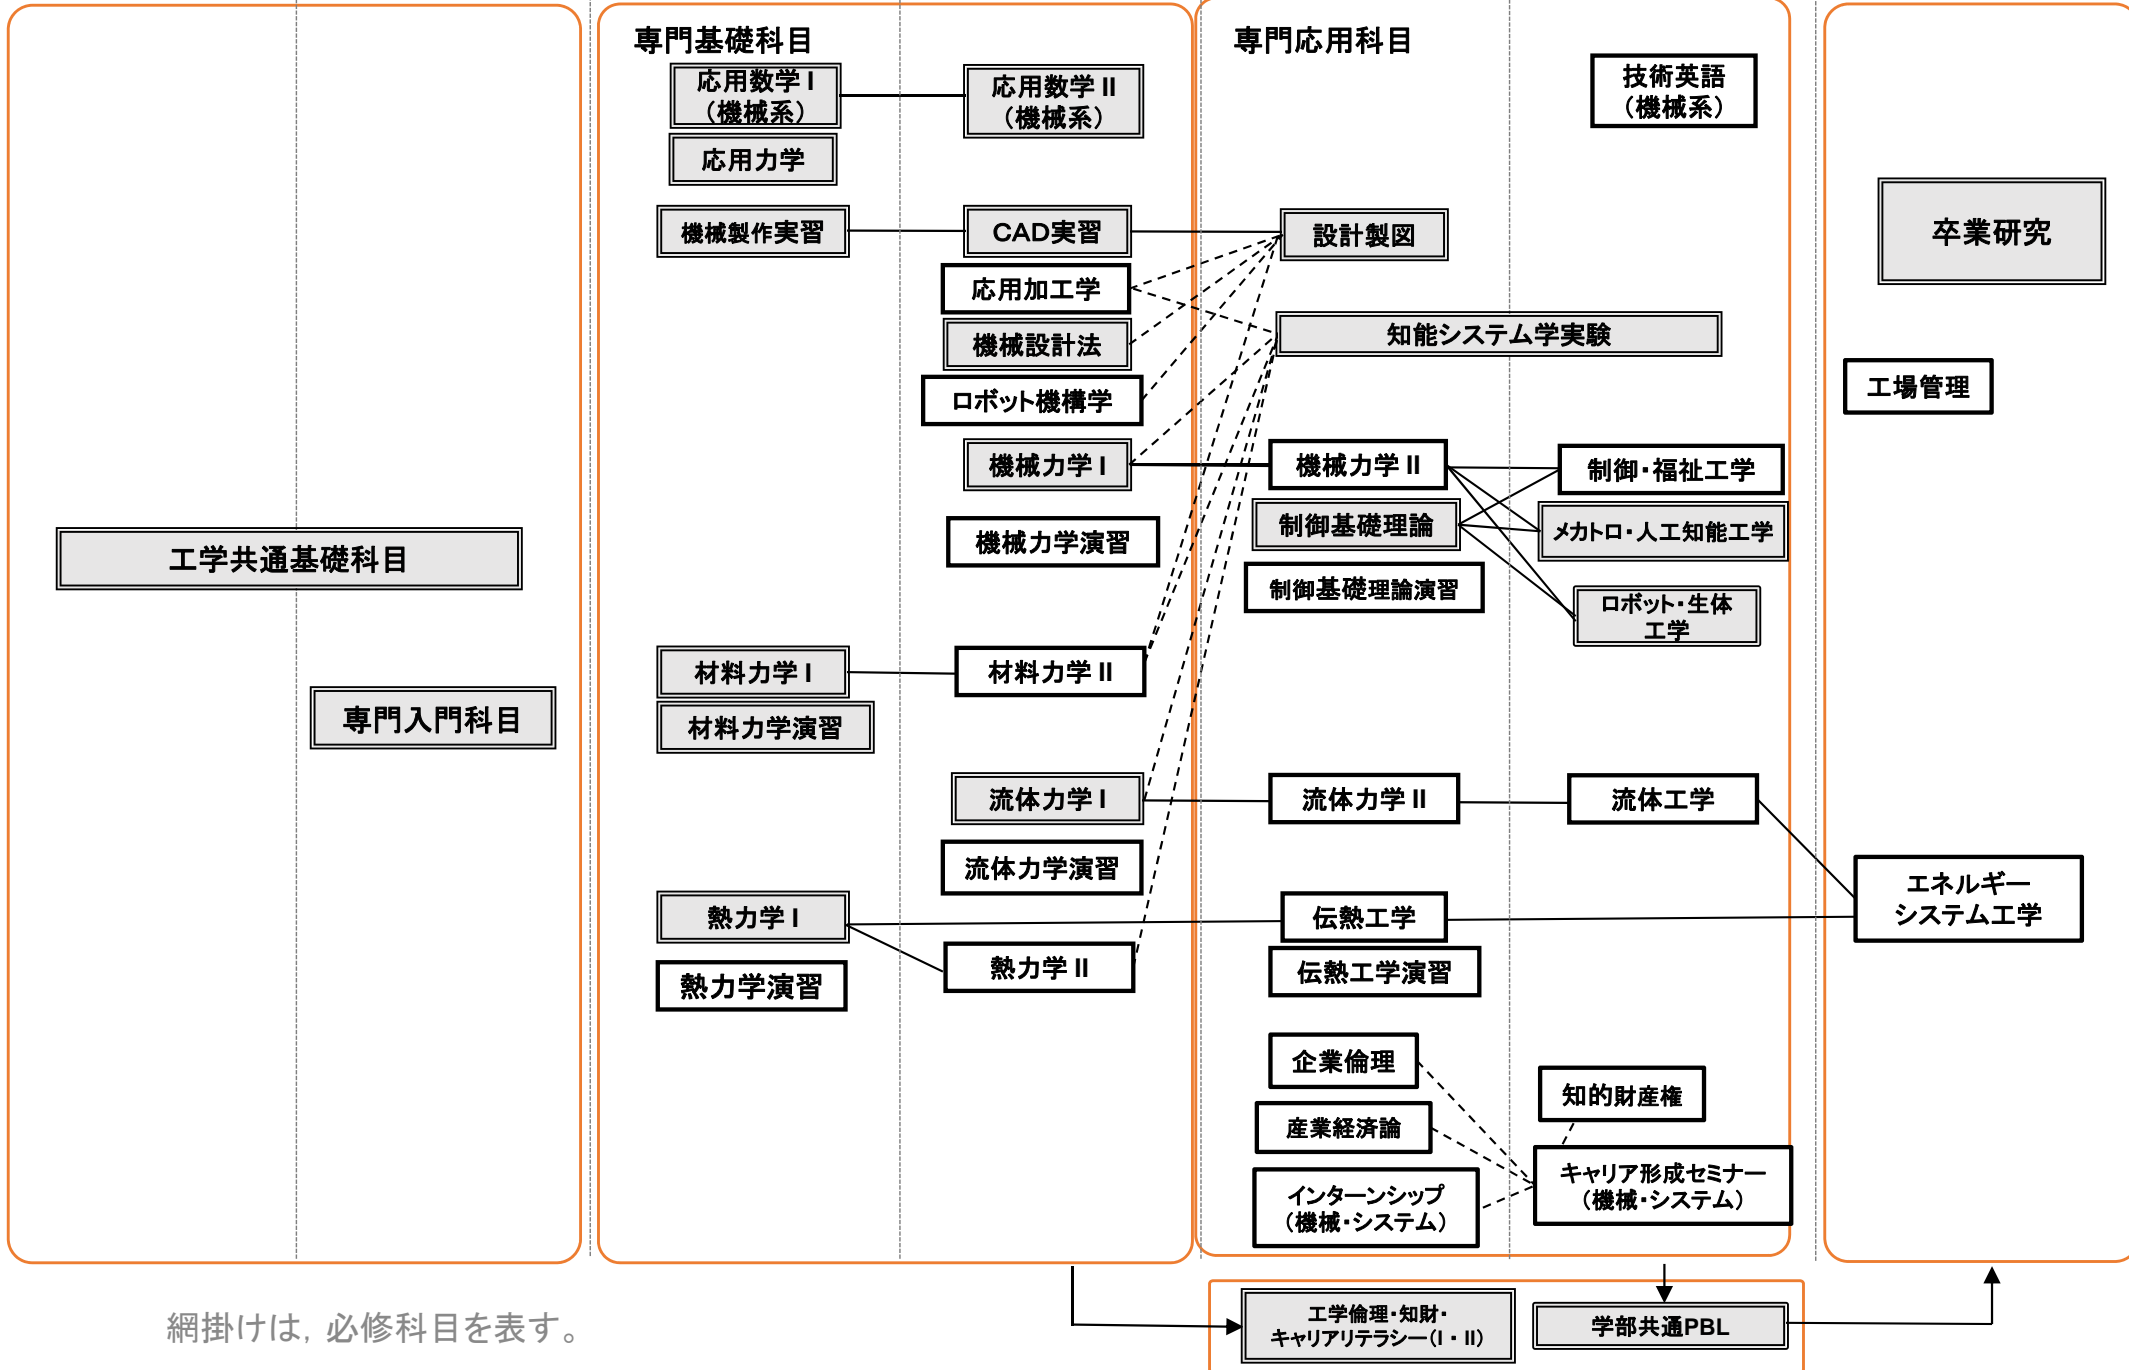 専門基礎科目
専門応用科目
応用数学 I
（機械系）
応用数学 II
（機械系）
技術英語
（機械系）
応用力学
機械製作実習
CAD実習
設計製図
卒業研究
応用加工学
機械設計法
知能システム学実験
ロボット機構学
工場管理
機械力学 I
機械力学 II
制御・福祉工学
機械力学演習
制御基礎理論
メカトロ・人工知能工学
工学共通基礎科目
制御基礎理論演習
ロボット・生体
工学
材料力学 I
材料力学 II
専門入門科目
材料力学演習
流体力学 I
流体力学 II
流体工学
流体力学演習
エネルギー
システム工学
熱力学 I
伝熱工学
熱力学 II
伝熱工学演習
熱力学演習
企業倫理
知的財産権
産業経済論
キャリア形成セミナー
（機械・システム）
インターンシップ
（機械・システム）
工学倫理・知財・
キャリアリテラシー（I・II）
学部共通PBL
網掛けは，必修科目を表す。